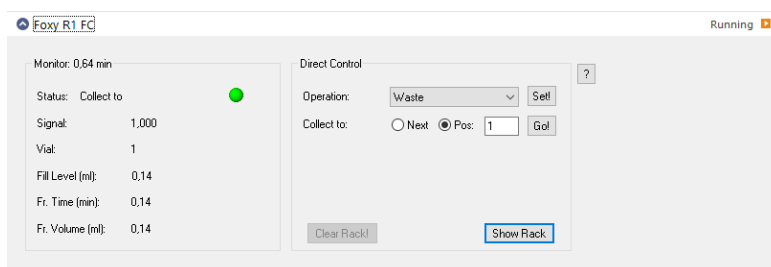 Foxy R1 FC
Running
Monitor: 0,64 min
Status: Collect to
Signal: 1,000
Vial: 1
Fill Level (ml): 0,14
Fr. Time (min): 0,14
Fr. Volume (ml): 0,14
Direct Control
Operation: Waste Set!
Collect to: Next Pos: 1 Go!
Clear Rack! Show Rack
?